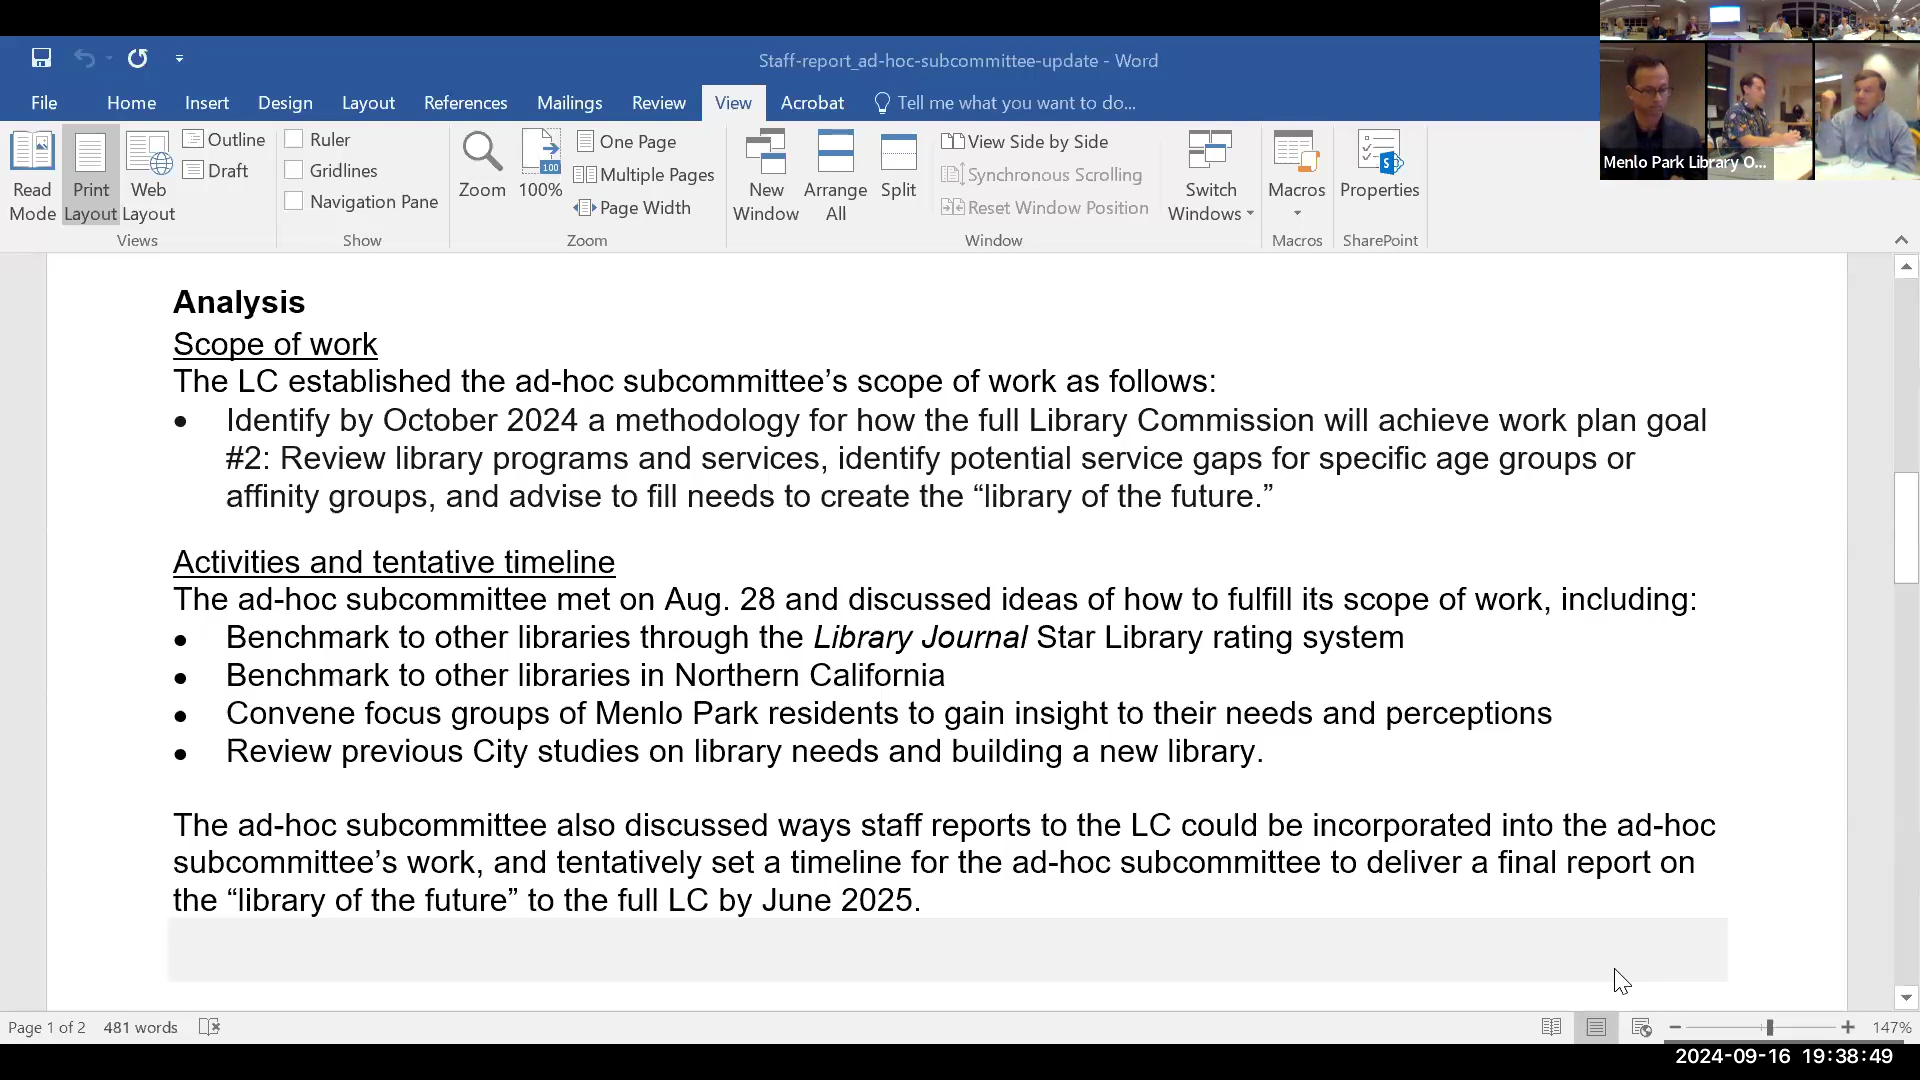 Staff-report_ad-hoc-subcommittee-update - Word
File Home Insert Design Layout References Mailings Review View Acrobat Tell me what you want to do...
Read Mode
Print Layout
Web Layout
Outline
Draft
Views
Ruler
Gridlines
Navigation Pane
Show
Zoom
100
100%
One Page
Multiple Pages
Page Width
Zoom
New Window
Arrange All
Split
View Side by Side
Synchronous Scrolling
Reset Window Position
Switch Windows
Window
Macros
Macros
Properties
SharePoint
Menlo Park Library O...
Analysis
Scope of work
The LC established the ad-hoc subcommittee’s scope of work as follows:
• Identify by October 2024 a methodology for how the full Library Commission will achieve work plan goal
#2: Review library programs and services, identify potential service gaps for specific age groups or
affinity groups, and advise to fill needs to create the “library of the future.”
Activities and tentative timeline
The ad-hoc subcommittee met on Aug. 28 and discussed ideas of how to fulfill its scope of work, including:
• Benchmark to other libraries through the Library Journal Star Library rating system
• Benchmark to other libraries in Northern California
• Convene focus groups of Menlo Park residents to gain insight to their needs and perceptions
• Review previous City studies on library needs and building a new library.
The ad-hoc subcommittee also discussed ways staff reports to the LC could be incorporated into the ad-hoc
subcommittee’s work, and tentatively set a timeline for the ad-hoc subcommittee to deliver a final report on
the “library of the future” to the full LC by June 2025.
Page 1 of 2 481 words
147%
2024-09-16 19:38:49